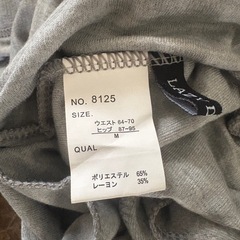 NO. 8125
SIZE.
ウエスト 64-70
ヒップ 87-95
M
QUAL
ポリエステル 65%
レーヨン 35%